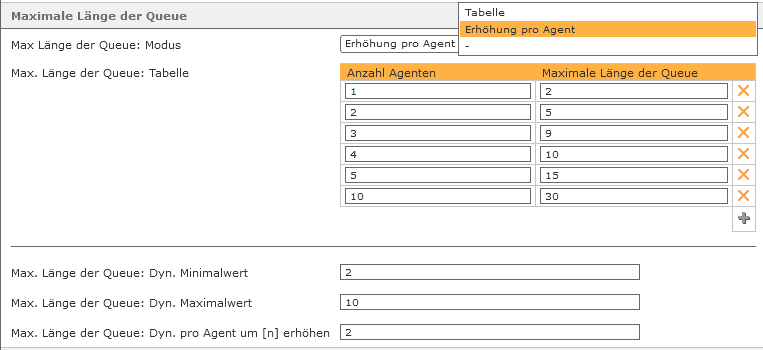 Maximale Länge der Queue
Tabelle
Erhöhung pro Agent
-
Max Länge der Queue: Modus
Erhöhung pro Agent
Max. Länge der Queue: Tabelle
Anzahl Agenten Maximale Länge der Queue
1 2
2 5
3 9
4 10
5 15
10 30
Max. Länge der Queue: Dyn. Minimalwert 2
Max. Länge der Queue: Dyn. Maximalwert 10
Max. Länge der Queue: Dyn. pro Agent um [n] erhöhen 2